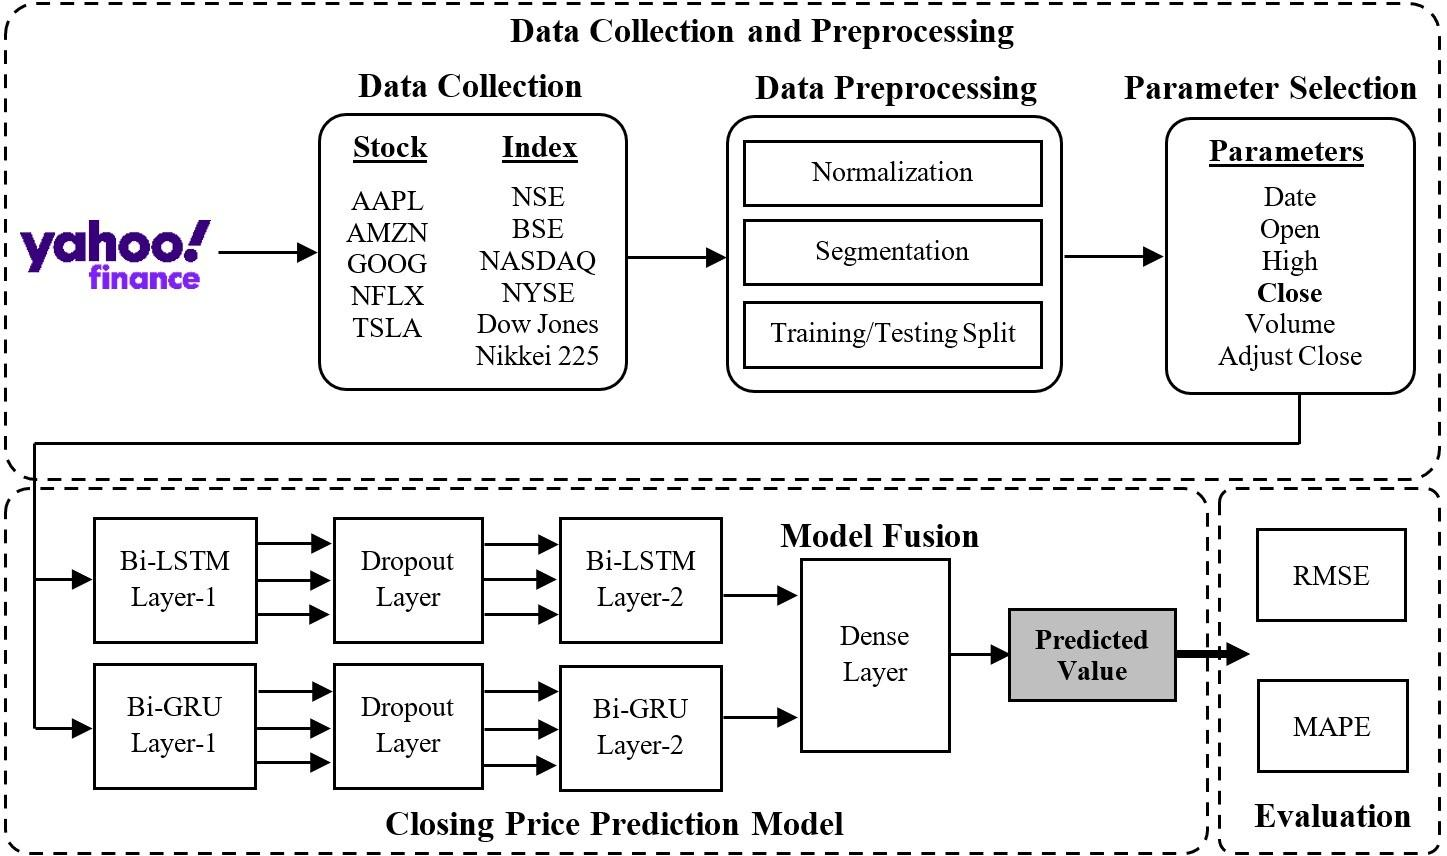 Data Collection and Preprocessing
Data Collection
Data Preprocessing
Parameter Selection
yahoo!
finance
Stock
AAPL
AMZN
GOOG
NFLX
TSLA
Index
NSE
BSE
NASDAQ
NYSE
Dow Jones
Nikkei 225
Normalization
Segmentation
Training/Testing Split
Parameters
Date
Open
High
Close
Volume
Adjust Close
Bi-LSTM
Layer-1
Dropout
Layer
Bi-LSTM
Layer-2
Bi-GRU
Layer-1
Dropout
Layer
Bi-GRU
Layer-2
Model Fusion
Dense
Layer
Predicted
Value
Closing Price Prediction Model
RMSE
MAPE
Evaluation